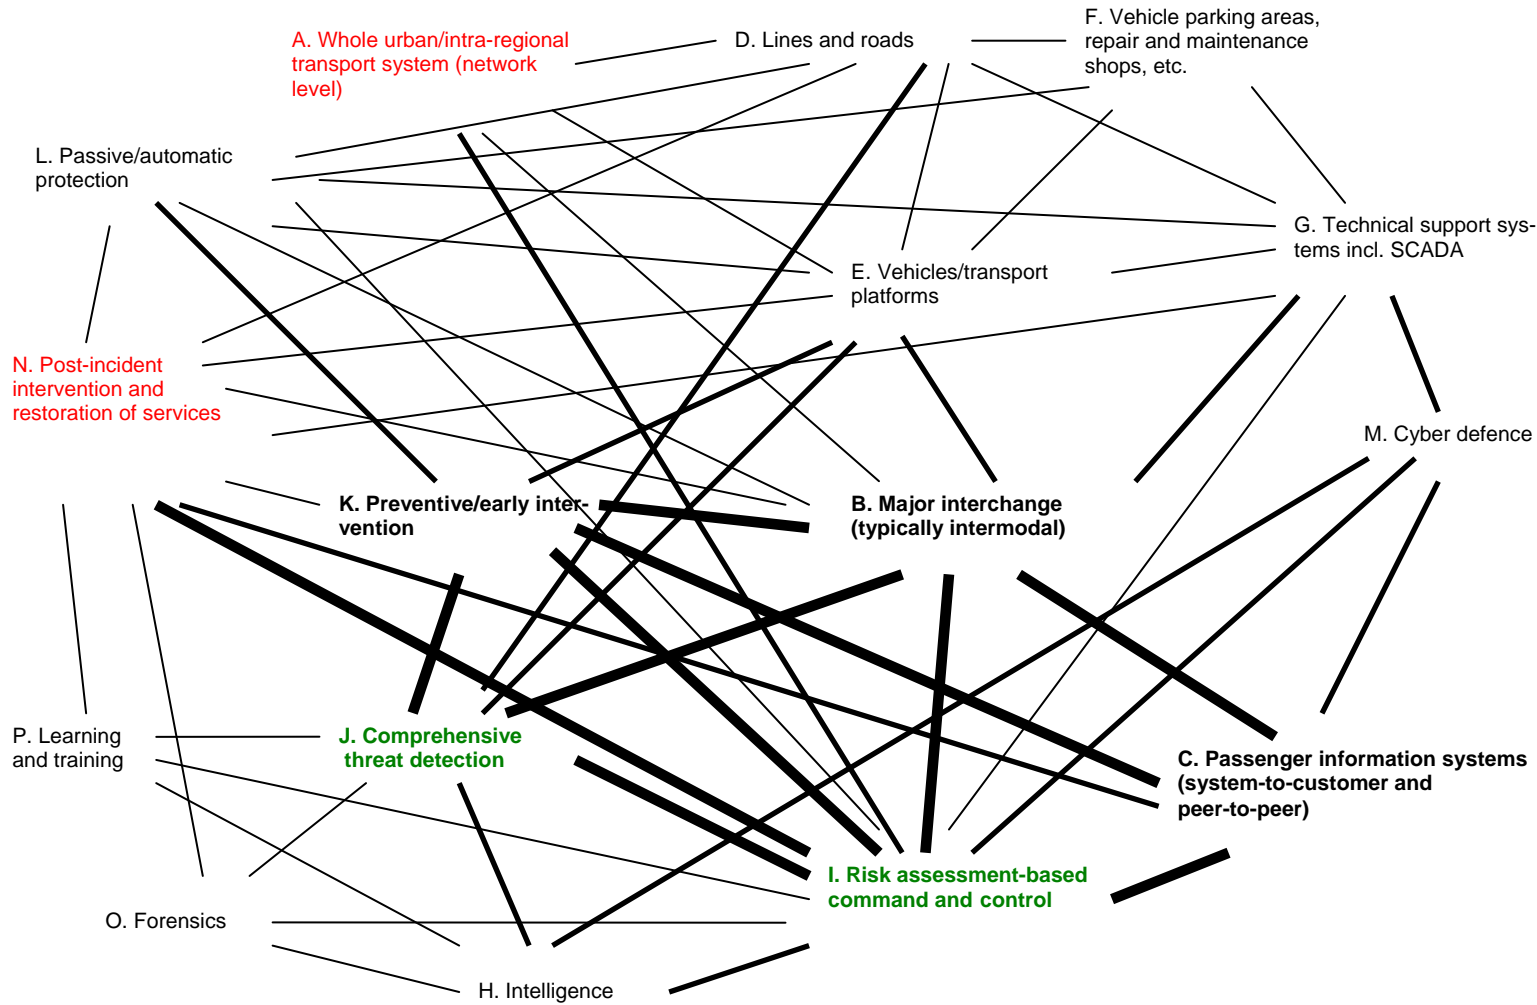 A. Whole urban/intra-regional
transport system (network
level)
D. Lines and roads
F. Vehicle parking areas,
repair and maintenance
shops, etc.
L. Passive/automatic
protection
G. Technical support sys-
tems incl. SCADA
E. Vehicles/transport
platforms
N. Post-incident
intervention and
restoration of services
M. Cyber defence
K. Preventive/early inter-
vention
B. Major interchange
(typically intermodal)
P. Learning
and training
J. Comprehensive
threat detection
C. Passenger information systems
(system-to-customer and
peer-to-peer)
I. Risk assessment-based
command and control
O. Forensics
H. Intelligence